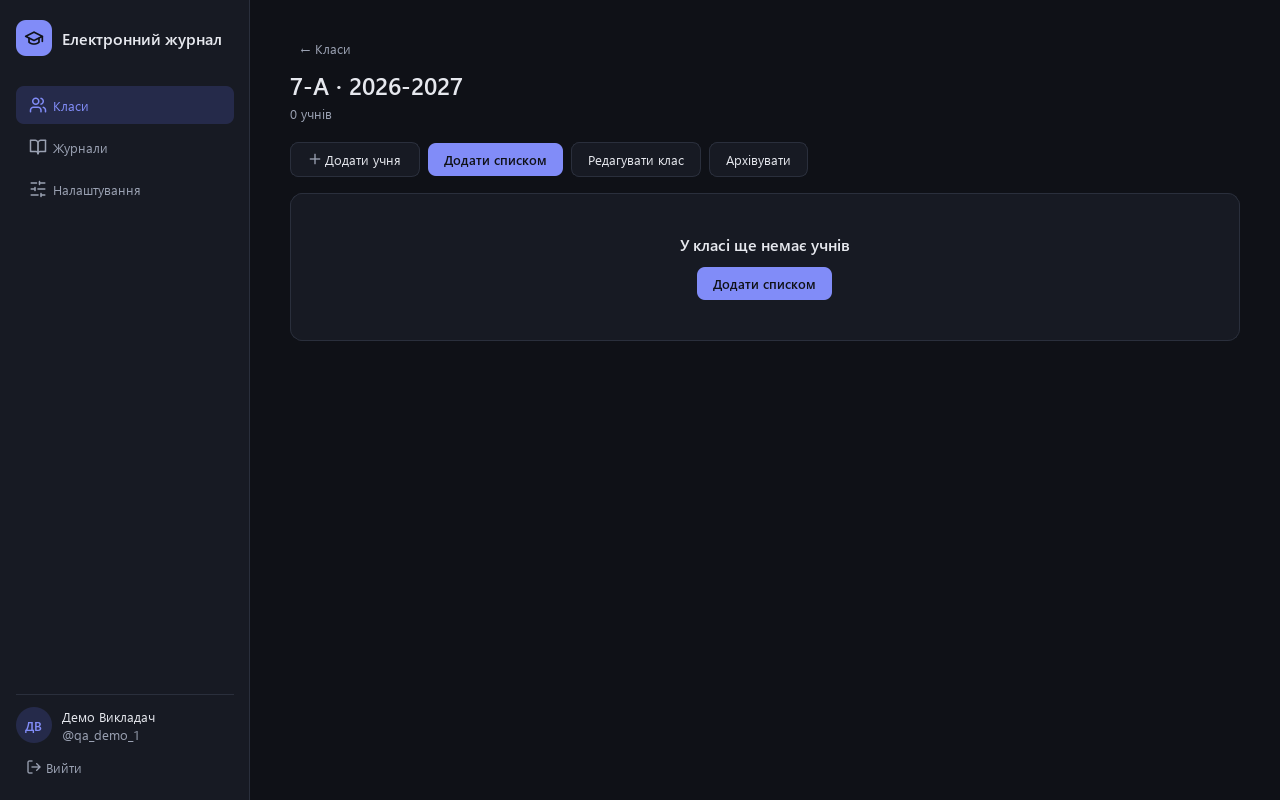 Електронний журнал
Класи
Журнали
Налаштування
ДВ
Демо Викладач
@qa_demo_1
Вийти
← Класи
7-А · 2026-2027
0 учнів
Додати учня
Додати списком
Редагувати клас
Архівувати
У класі ще немає учнів
Додати списком